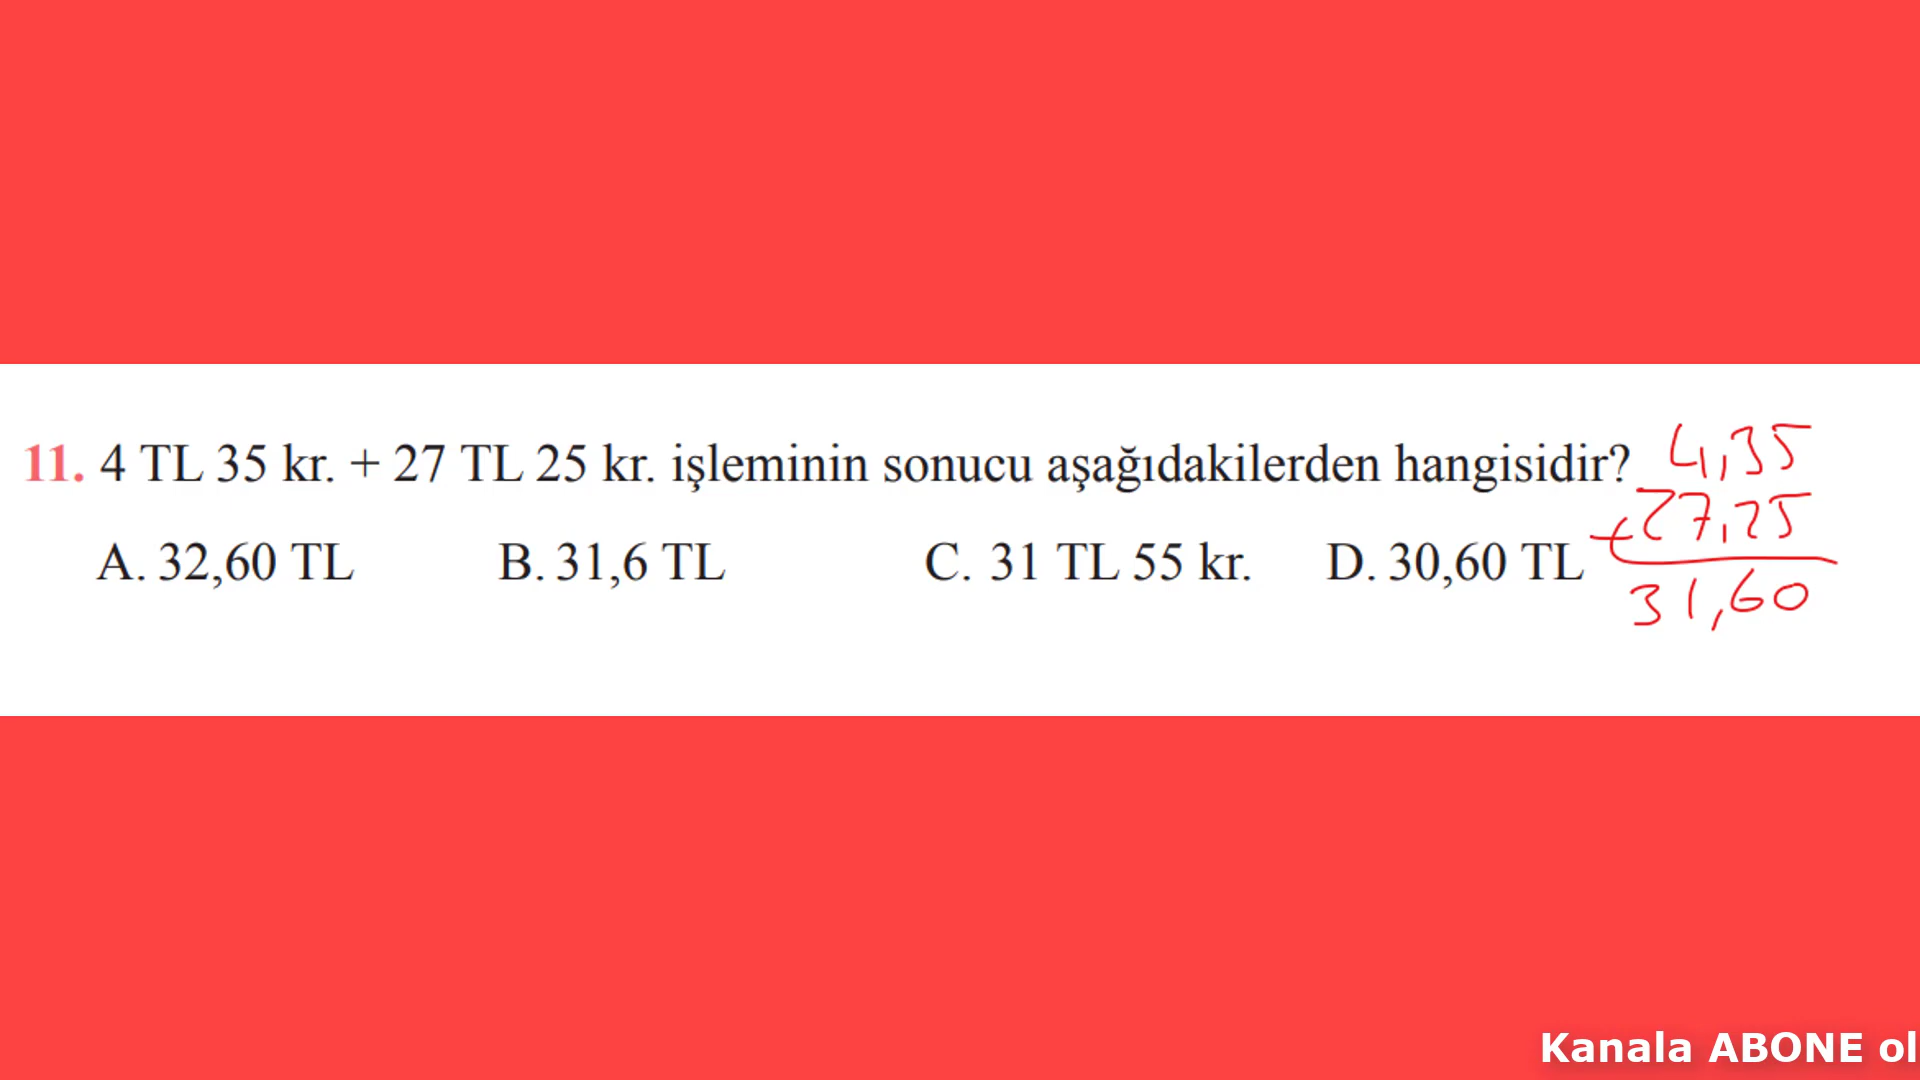 11. 4 TL 35 kr. + 27 TL 25 kr. işleminin sonucu aşağıdakilerden hangisidir?
A. 32,60 TL B. 31,6 TL C. 31 TL 55 kr. D. 30,60 TL
4,35
+ 27,25
31,60
Kanala ABONE ol